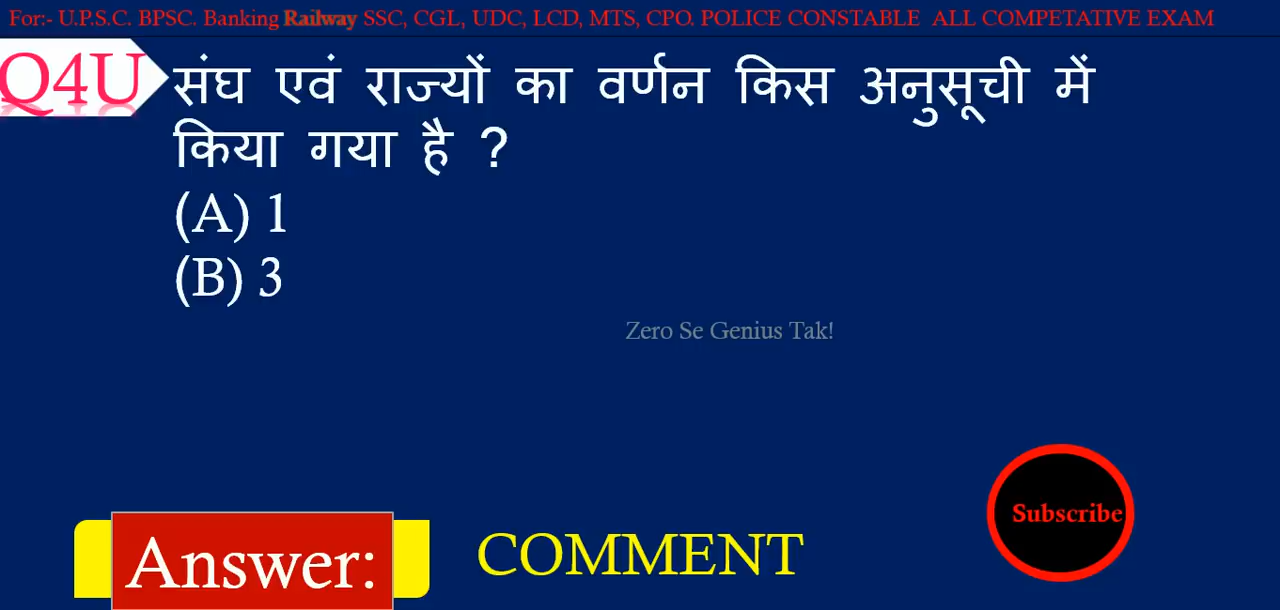 For:- U.P.S.C. BPSC. Banking Railway SSC, CGL, UDC, LCD, MTS, CPO. POLICE CONSTABLE ALL COMPETATIVE EXAM
Q4U
संघ एवं राज्यों का वर्णन किस अनुसूची में
किया गया है ?
(A) 1
(B) 3
Zero Se Genius Tak!
Subscribe
Answer: COMMENT